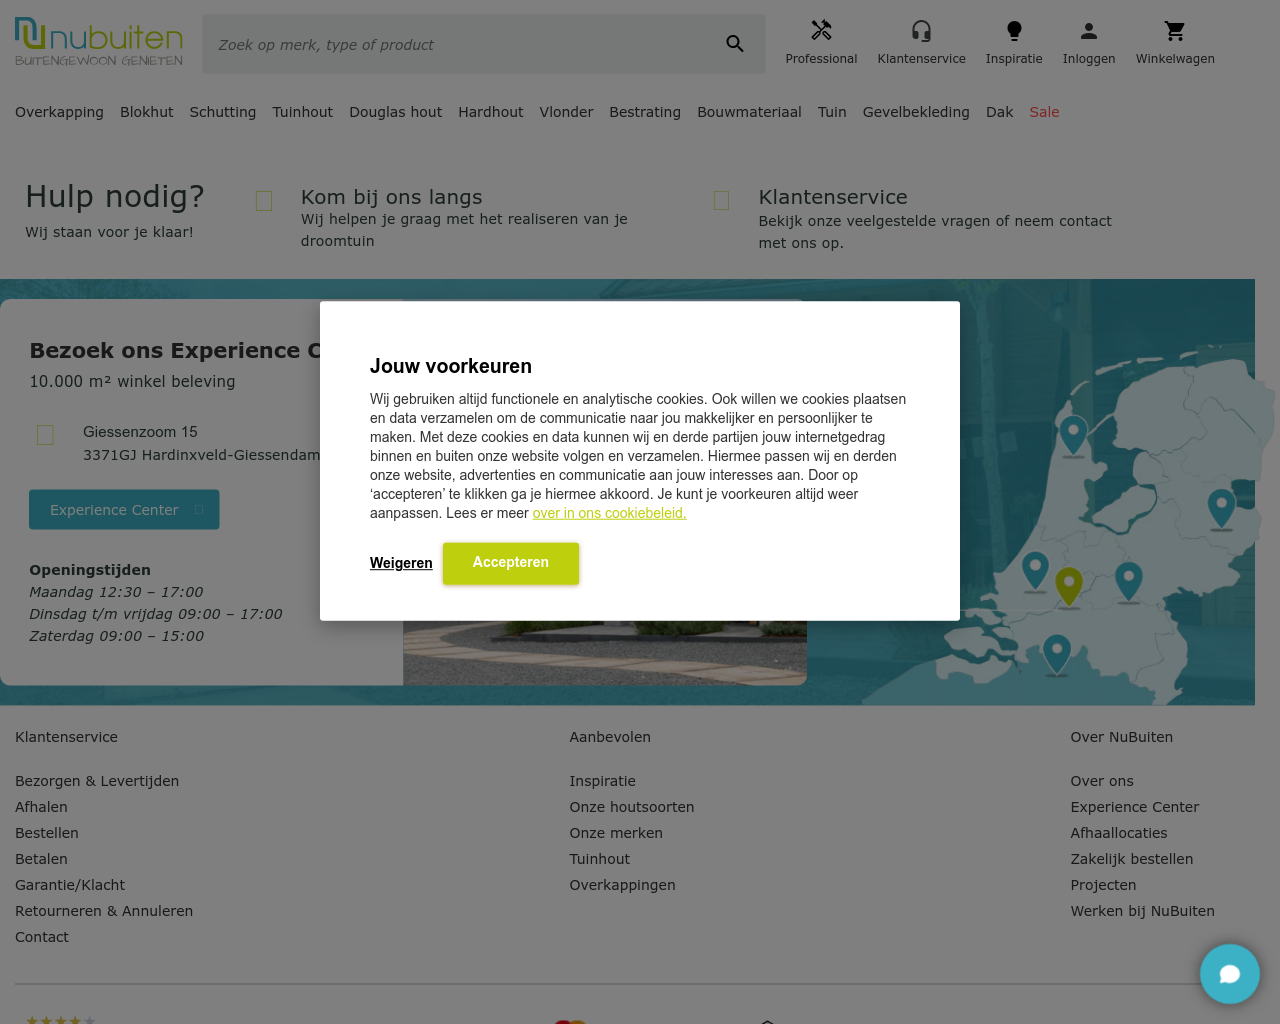 nubuiten
BUITENGEWOON GENIETEN
Zoek op merk, type of product
Professional
Klantenservice
Inspiratie
Inloggen
Winkelwagen
Overkapping Blokhut Schutting Tuinhout Douglas hout Hardhout Vlonder Bestrating Bouwmateriaal Tuin Gevelbekleding Dak Sale
Hulp nodig?
Wij staan voor je klaar!
Kom bij ons langs
Wij helpen je graag met het realiseren van je
droomtuin
Klantenservice
Bekijk onze veelgestelde vragen of neem contact
met ons op.
Bezoek ons Experience C
10.000 m² winkel beleving
Giessenzoom 15
3371GJ Hardinxveld-Giessendam
Experience Center
Openingstijden
Maandag 12:30 – 17:00
Dinsdag t/m vrijdag 09:00 – 17:00
Zaterdag 09:00 – 15:00
Jouw voorkeuren
Wij gebruiken altijd functionele en analytische cookies. Ook willen we cookies plaatsen
en data verzamelen om de communicatie naar jou makkelijker en persoonlijker te
maken. Met deze cookies en data kunnen wij en derde partijen jouw internetgedrag
binnen en buiten onze website volgen en verzamelen. Hiermee passen wij en derden
onze website, advertenties en communicatie aan jouw interesses aan. Door op
‘accepteren’ te klikken ga je hiermee akkoord. Je kunt je voorkeuren altijd weer
aanpassen. Lees er meer over in ons cookiebeleid.
Weigeren
Accepteren
Klantenservice
Bezorgen & Levertijden
Afhalen
Bestellen
Betalen
Garantie/Klacht
Retourneren & Annuleren
Contact
Aanbevolen
Inspiratie
Onze houtsoorten
Onze merken
Tuinhout
Overkappingen
Over NuBuiten
Over ons
Experience Center
Afhaallocaties
Zakelijk bestellen
Projecten
Werken bij NuBuiten